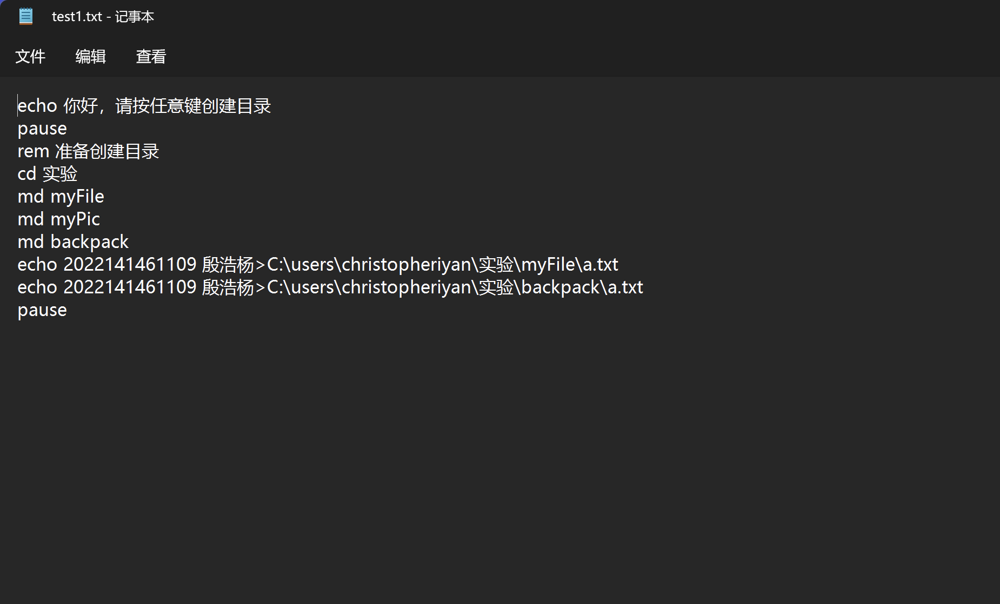 test1.txt - 记事本
文件 编辑 查看
echo 你好，请按任意键创建目录
pause
rem 准备创建目录
cd 实验
md myFile
md myPic
md backpack
echo 2022141461109 殷浩杨>C:\users\christopheriyan\实验\myFile\a.txt
echo 2022141461109 殷浩杨>C:\users\christopheriyan\实验\backpack\a.txt
pause